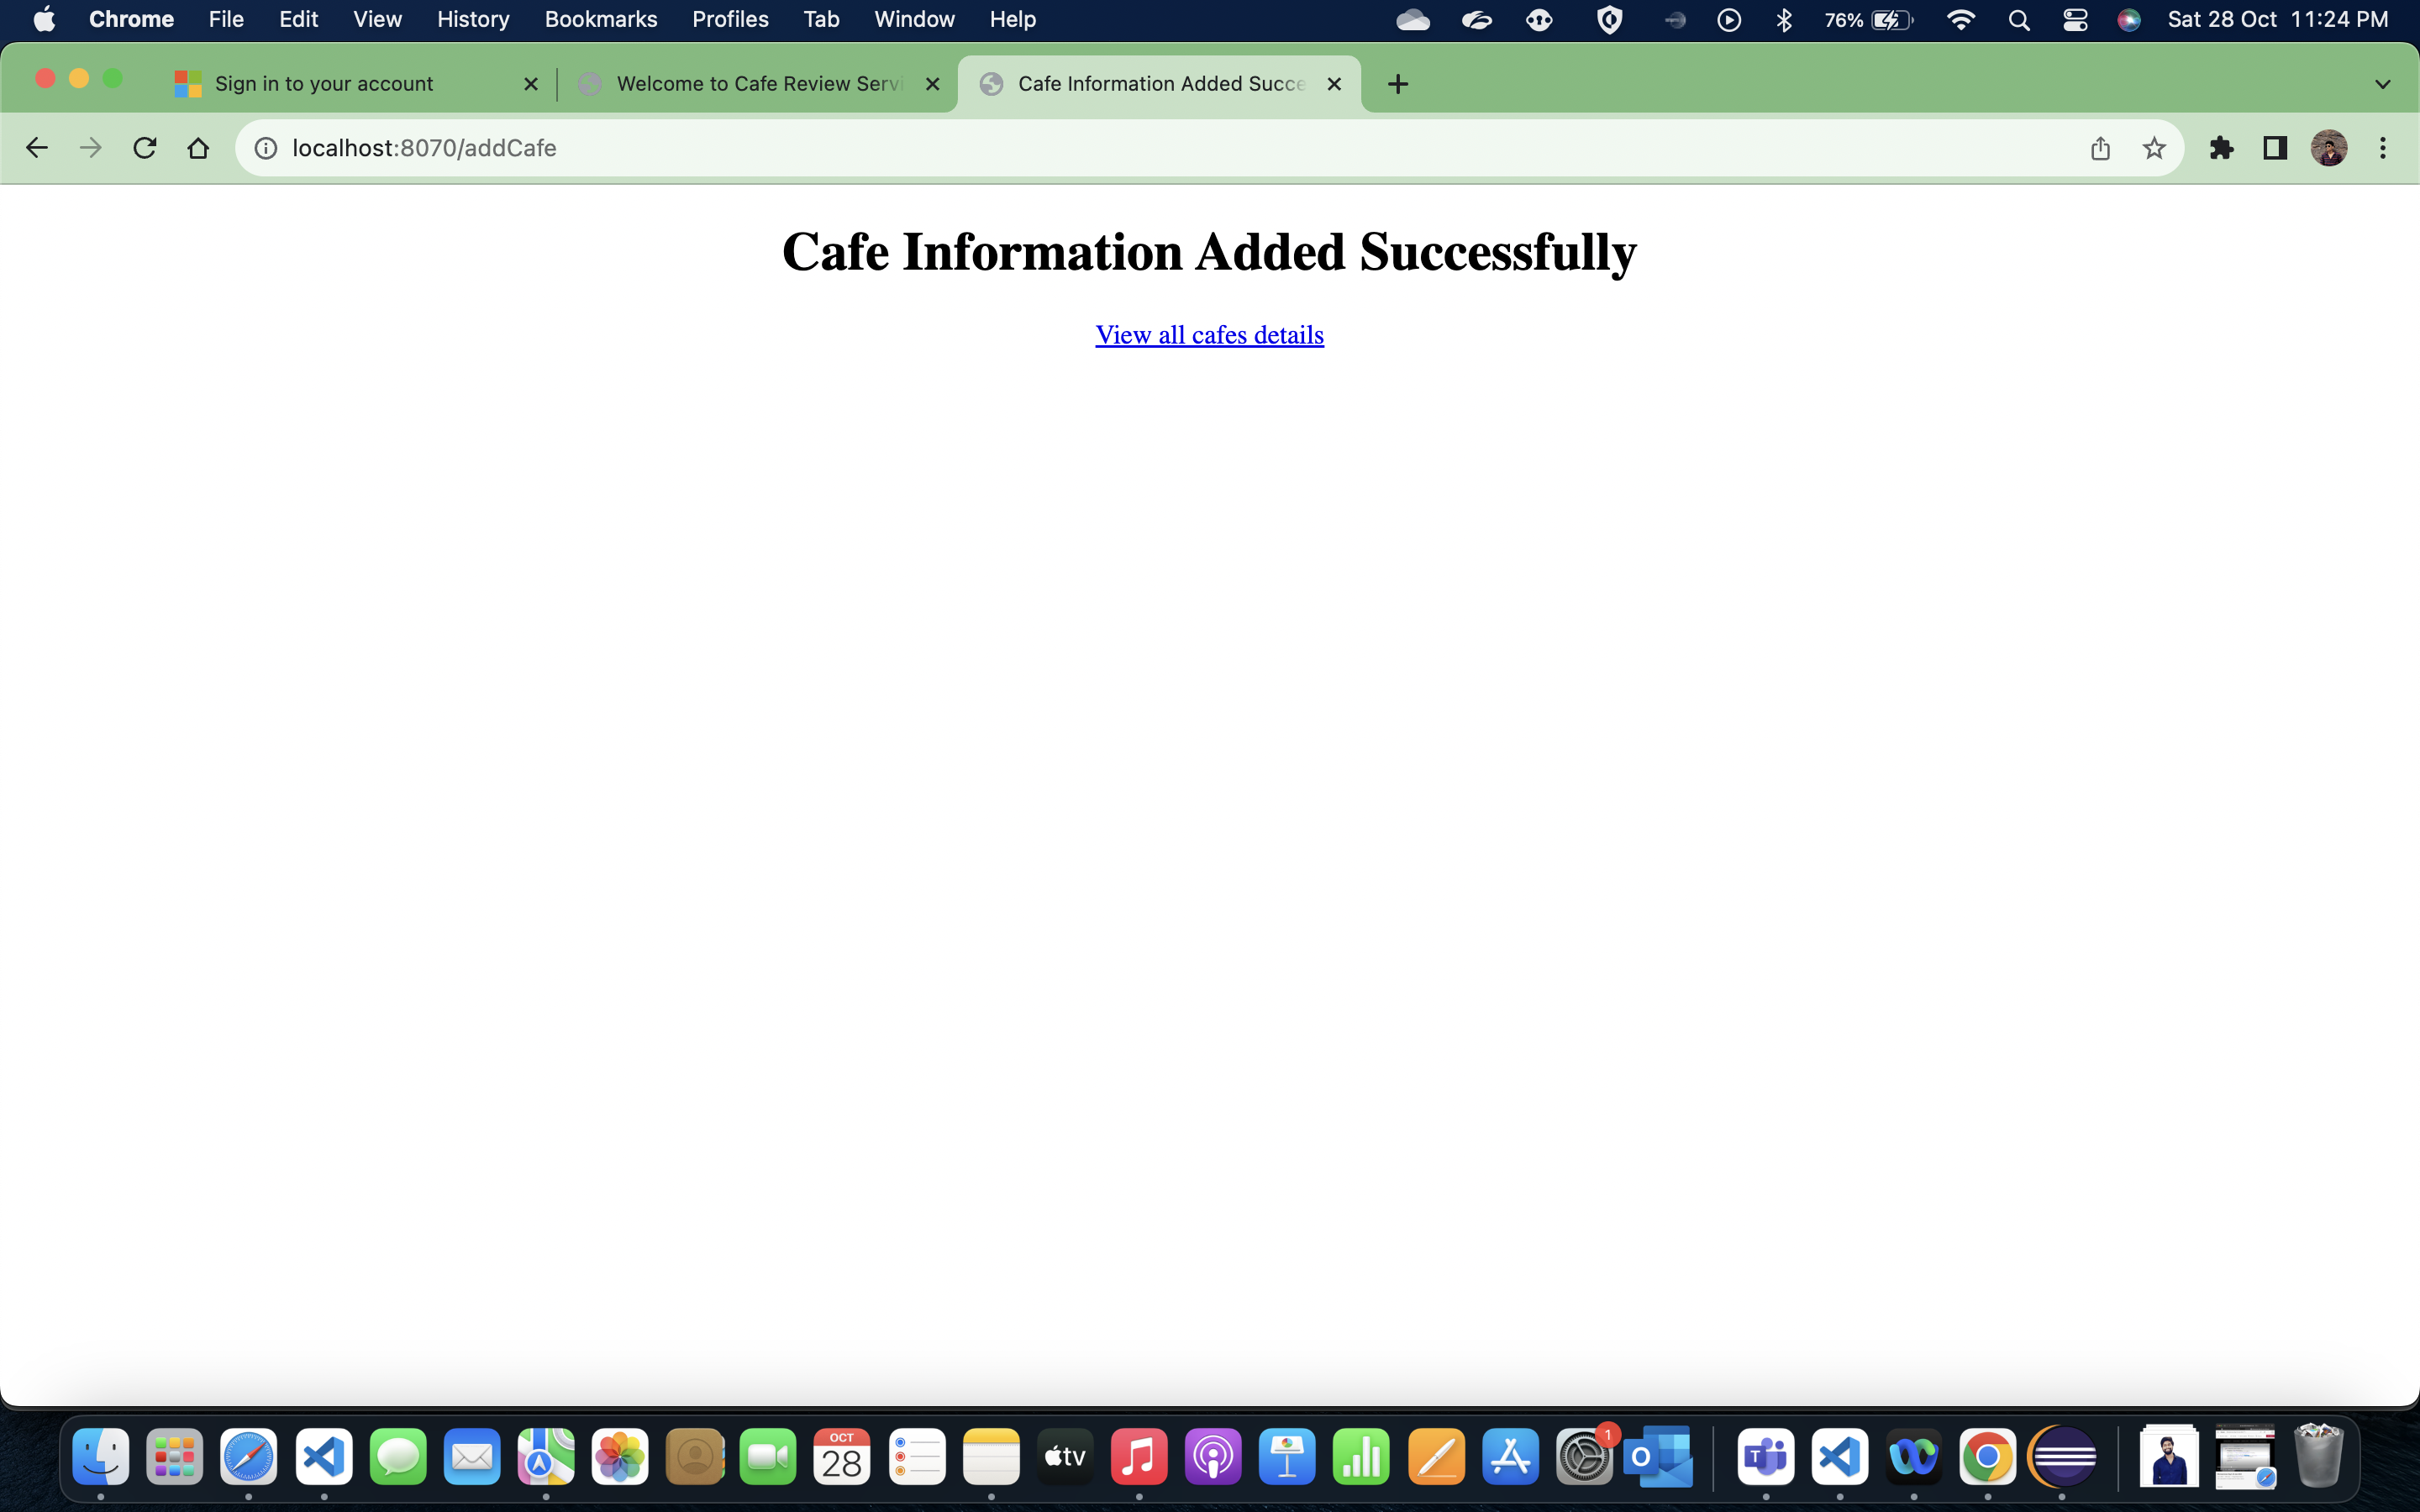 Chrome File Edit View History Bookmarks Profiles Tab Window Help 76% Sat 28 Oct 11:24 PM
Sign in to your account Welcome to Cafe Review Servi Cafe Information Added Succe
localhost:8070/addCafe
Cafe Information Added Successfully
View all cafes details
OCT
28
tv
1
O
T